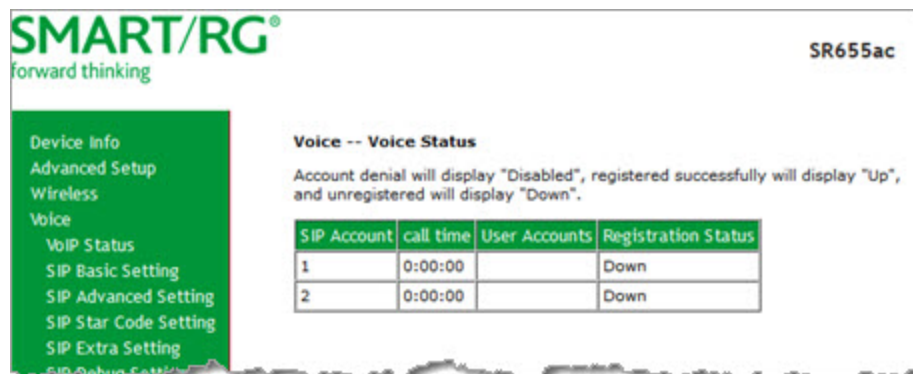 SMART/RG®
forward thinking
SR655ac
Device Info
Advanced Setup
Wireless
Voice
VoIP Status
SIP Basic Setting
SIP Advanced Setting
SIP Star Code Setting
SIP Extra Setting
SIP Debug Setting
Voice -- Voice Status
Account denial will display "Disabled", registered successfully will display "Up",
and unregistered will display "Down".
SIP Account call time User Accounts Registration Status
1 0:00:00 Down
2 0:00:00 Down